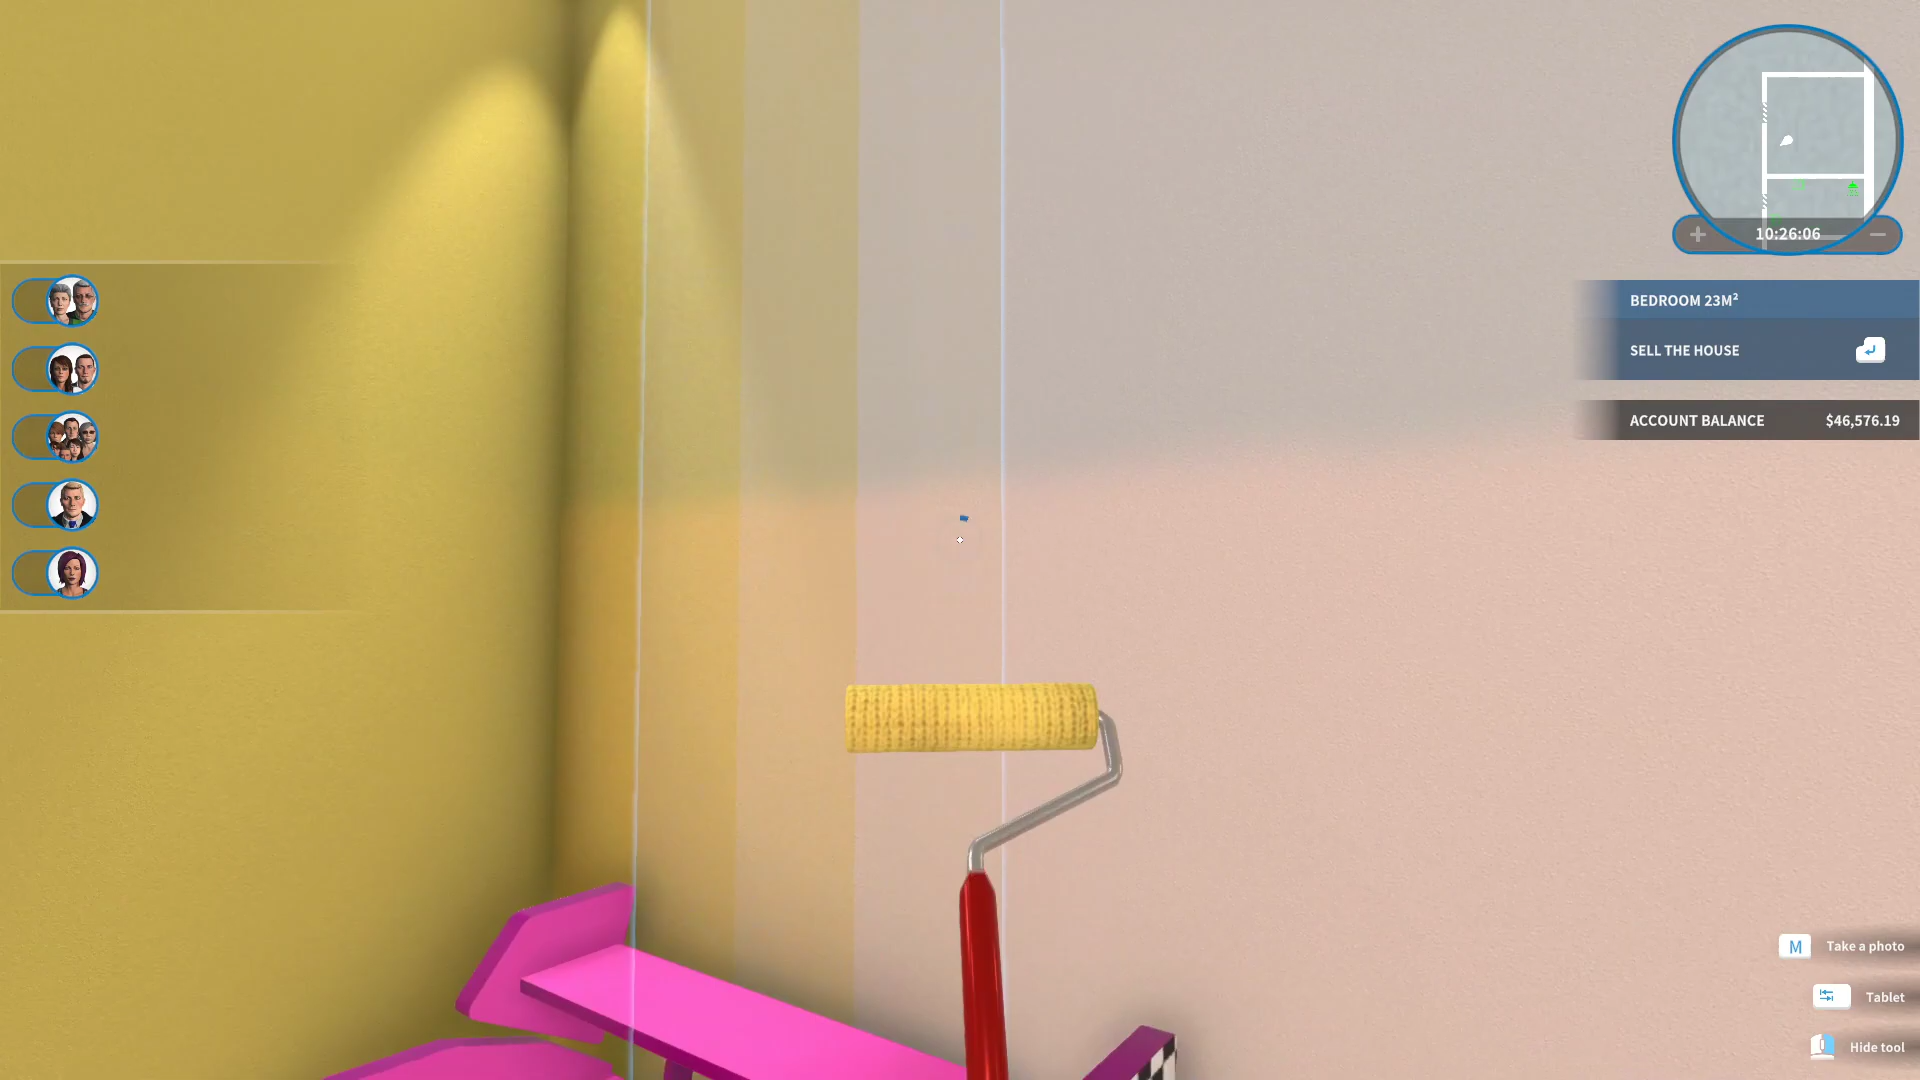 10:26:06
BEDROOM 23M²
SELL THE HOUSE
ACCOUNT BALANCE $46,576.19
M Take a photo
Tablet
Hide tool